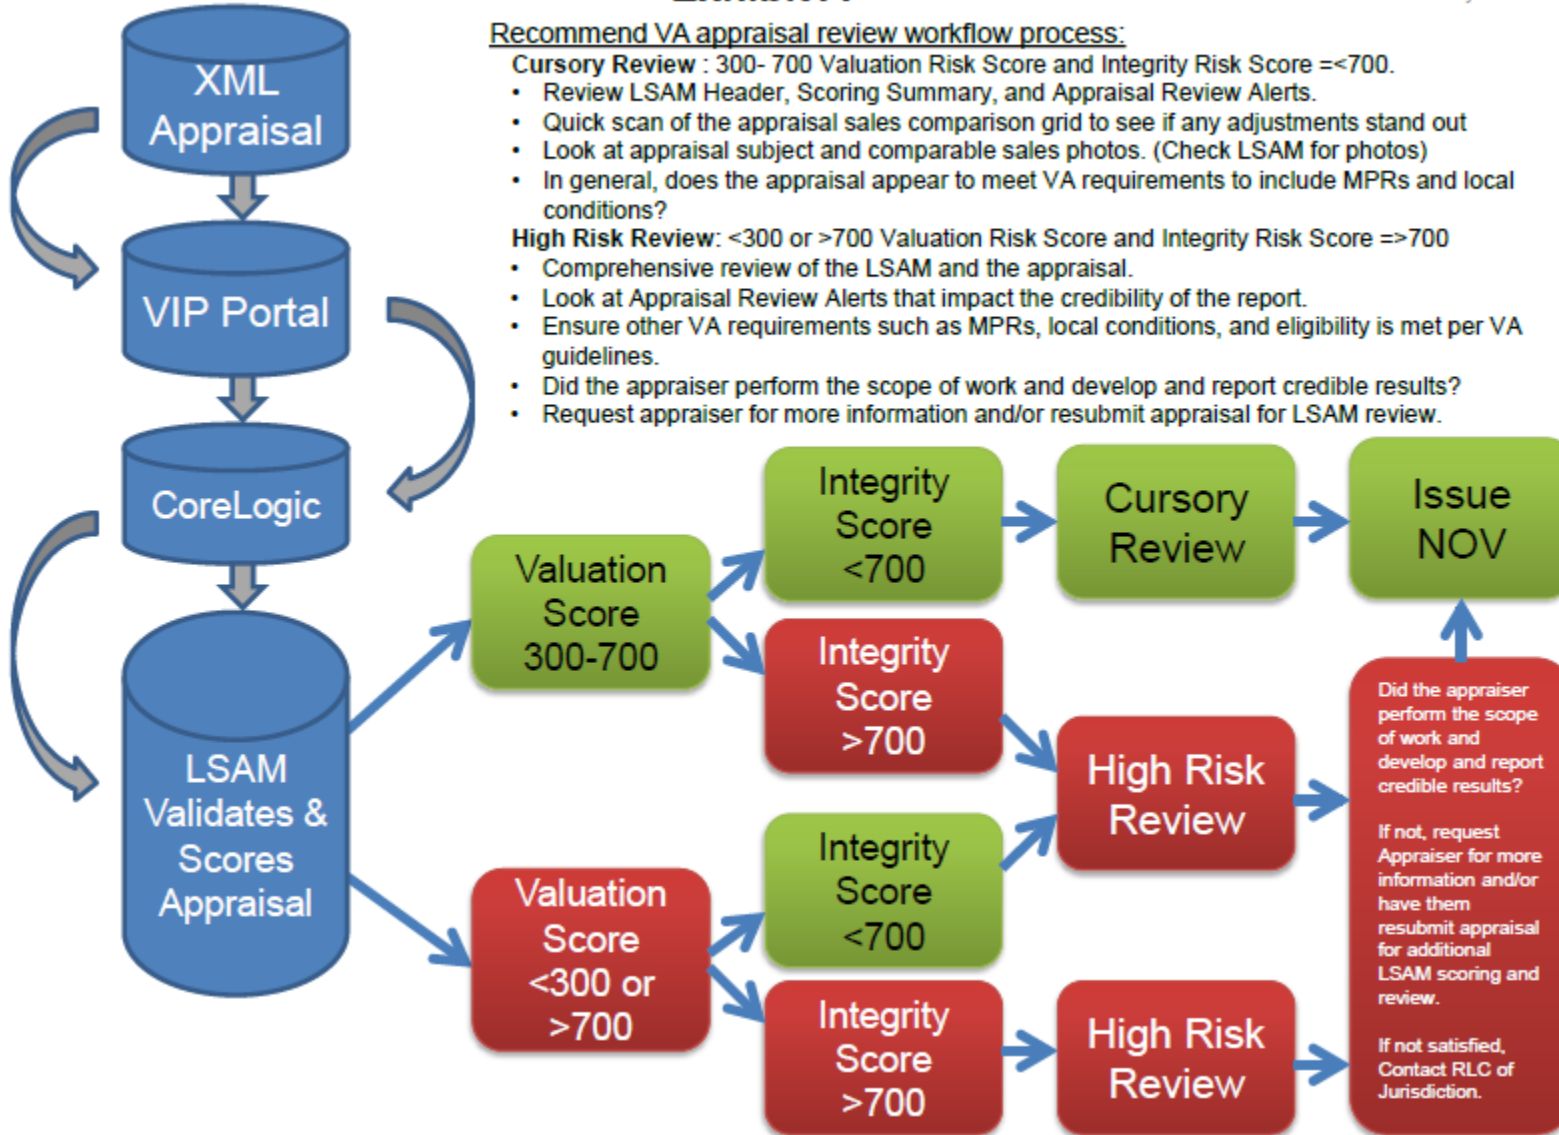 Recommend VA appraisal review workflow process:
Cursory Review : 300- 700 Valuation Risk Score and Integrity Risk Score =<700.
• Review LSAM Header, Scoring Summary, and Appraisal Review Alerts.
• Quick scan of the appraisal sales comparison grid to see if any adjustments stand out
• Look at appraisal subject and comparable sales photos. (Check LSAM for photos)
• In general, does the appraisal appear to meet VA requirements to include MPRs and local
conditions?
High Risk Review: <300 or >700 Valuation Risk Score and Integrity Risk Score =>700
• Comprehensive review of the LSAM and the appraisal.
• Look at Appraisal Review Alerts that impact the credibility of the report.
• Ensure other VA requirements such as MPRs, local conditions, and eligibility is met per VA
guidelines.
• Did the appraiser perform the scope of work and develop and report credible results?
• Request appraiser for more information and/or resubmit appraisal for LSAM review.
XML
Appraisal
VIP Portal
CoreLogic
LSAM
Validates &
Scores
Appraisal
Valuation
Score
300-700
Integrity
Score
<700
Cursory
Review
Issue
NOV
Integrity
Score
>700
High Risk
Review
Valuation
Score
<300 or
>700
Integrity
Score
<700
Integrity
Score
>700
High Risk
Review
Did the appraiser
perform the scope
of work and
develop and report
credible results?
If not, request
Appraiser for more
information and/or
have them
resubmit appraisal
for additional
LSAM scoring and
review.
If not satisfied,
Contact RLC of
Jurisdiction.